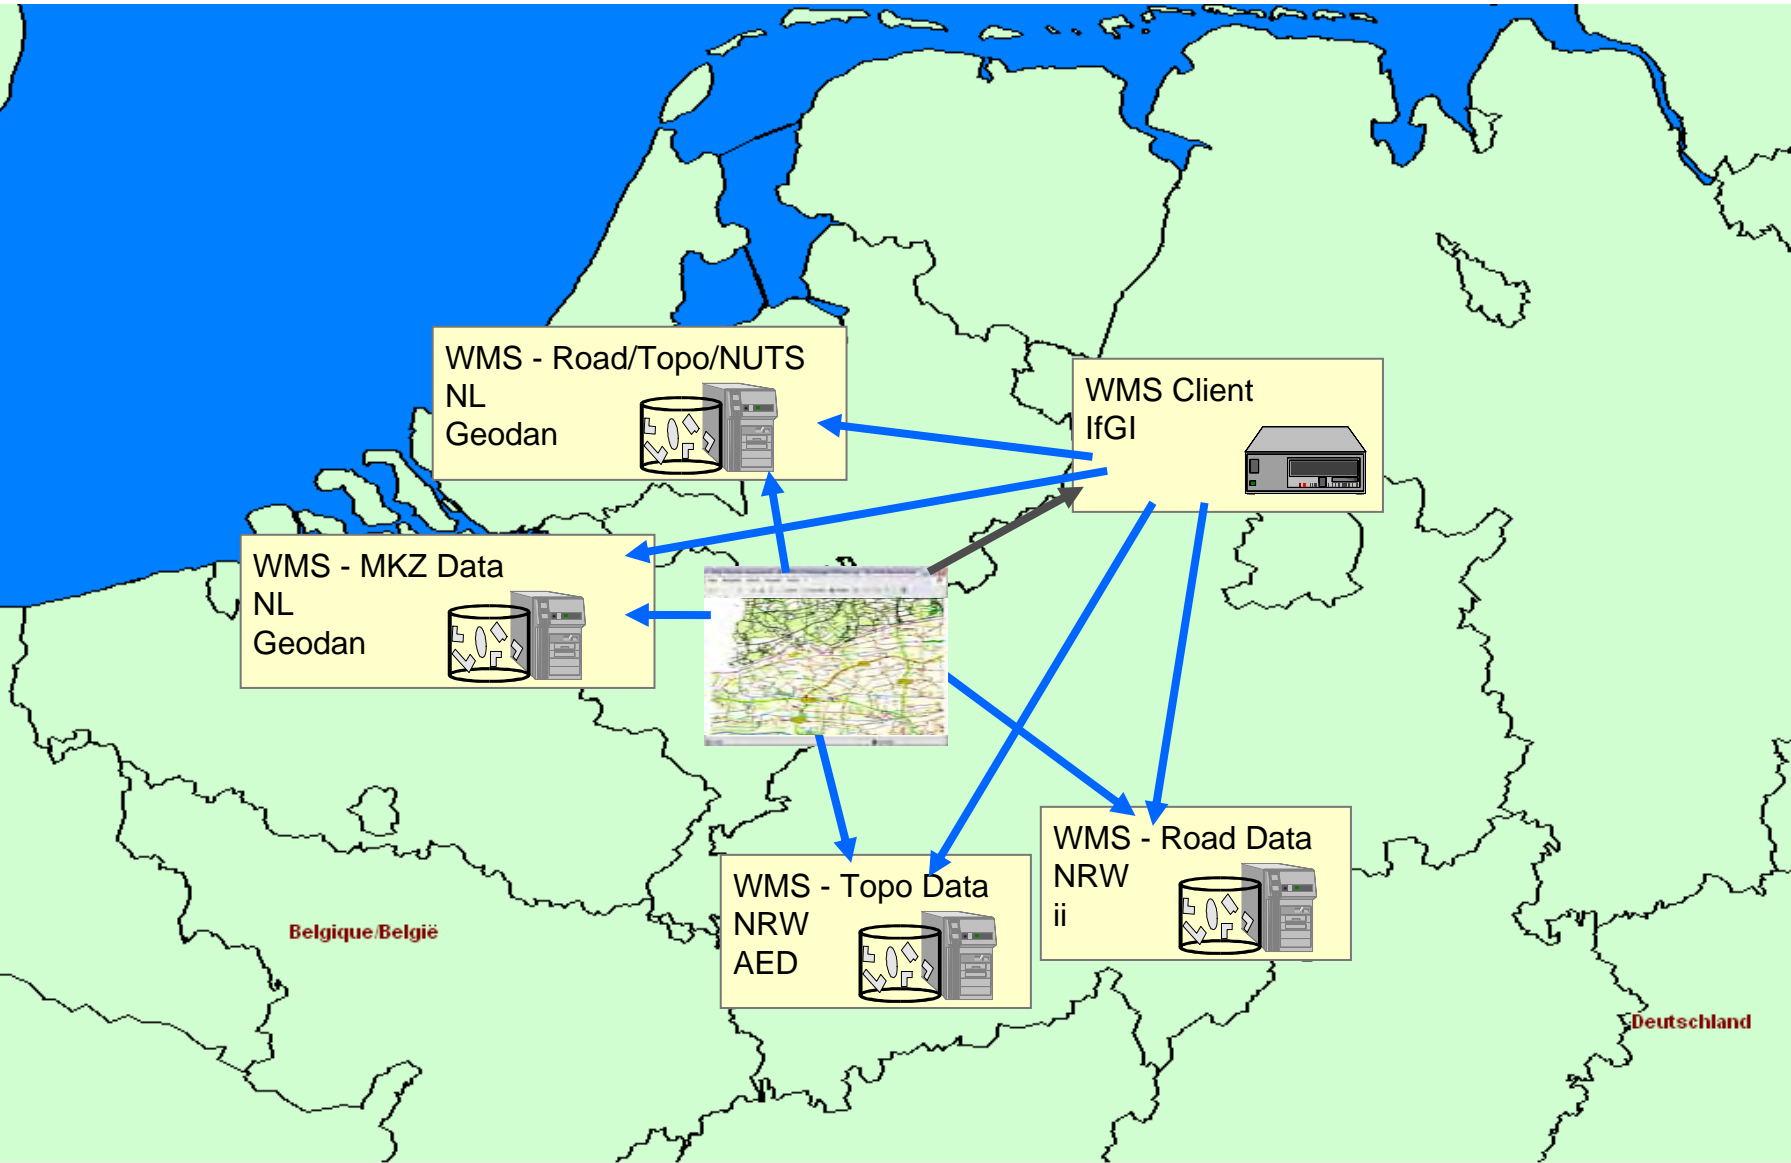 WMS - Road/Topo/NUTS
NL
Geodan
WMS Client
IfGI
WMS - MKZ Data
NL
Geodan
WMS - Road Data
NRW
ii
WMS - Topo Data
NRW
AED
Belgique/België
Deutschland